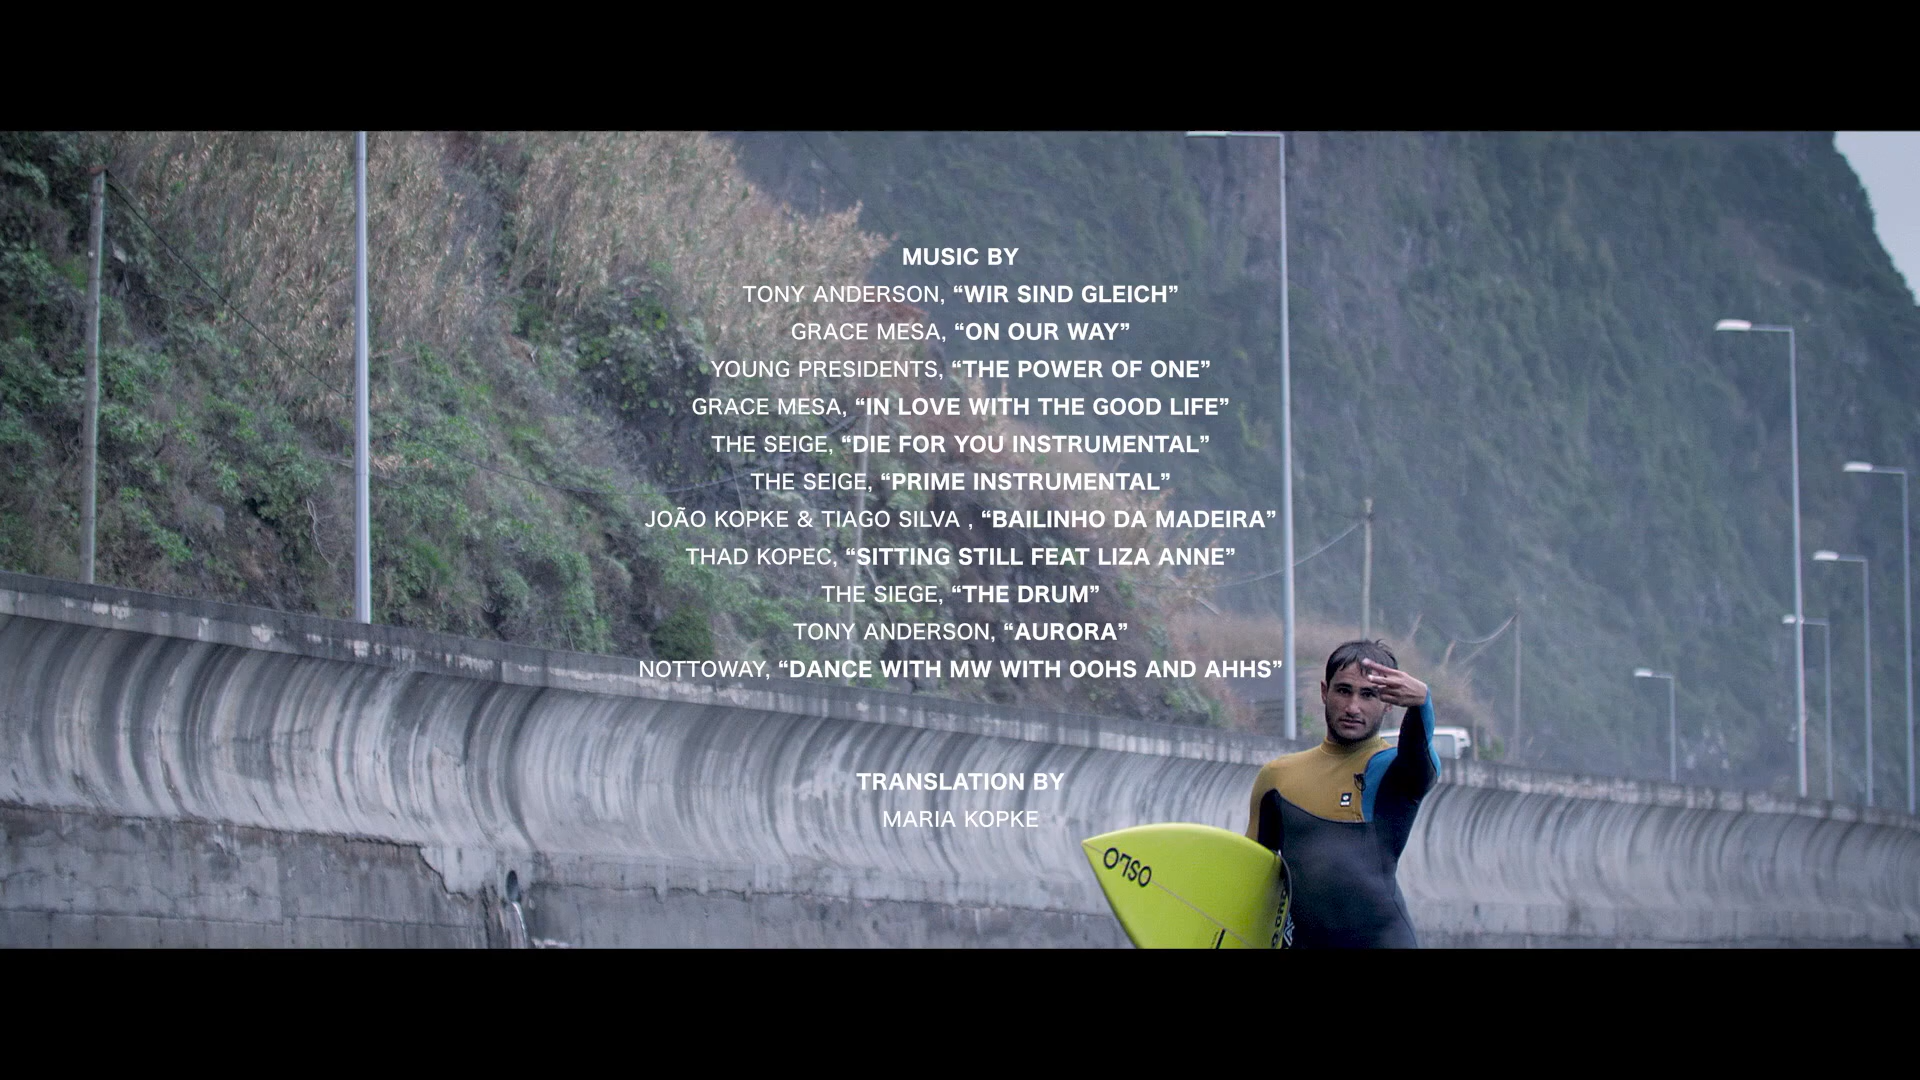 MUSIC BY
TONY ANDERSON, “WIR SIND GLEICH”
GRACE MESA, “ON OUR WAY”
YOUNG PRESIDENTS, “THE POWER OF ONE”
GRACE MESA, “IN LOVE WITH THE GOOD LIFE”
THE SEIGE, “DIE FOR YOU INSTRUMENTAL”
THE SEIGE, “PRIME INSTRUMENTAL”
JOÃO KOPKE & TIAGO SILVA , “BAILINHO DA MADEIRA”
THAD KOPEC, “SITTING STILL FEAT LIZA ANNE”
THE SIEGE, “THE DRUM”
TONY ANDERSON, “AURORA”
NOTTOWAY, “DANCE WITH MW WITH OOHS AND AHHS”
TRANSLATION BY
MARIA KOPKE
OSLO